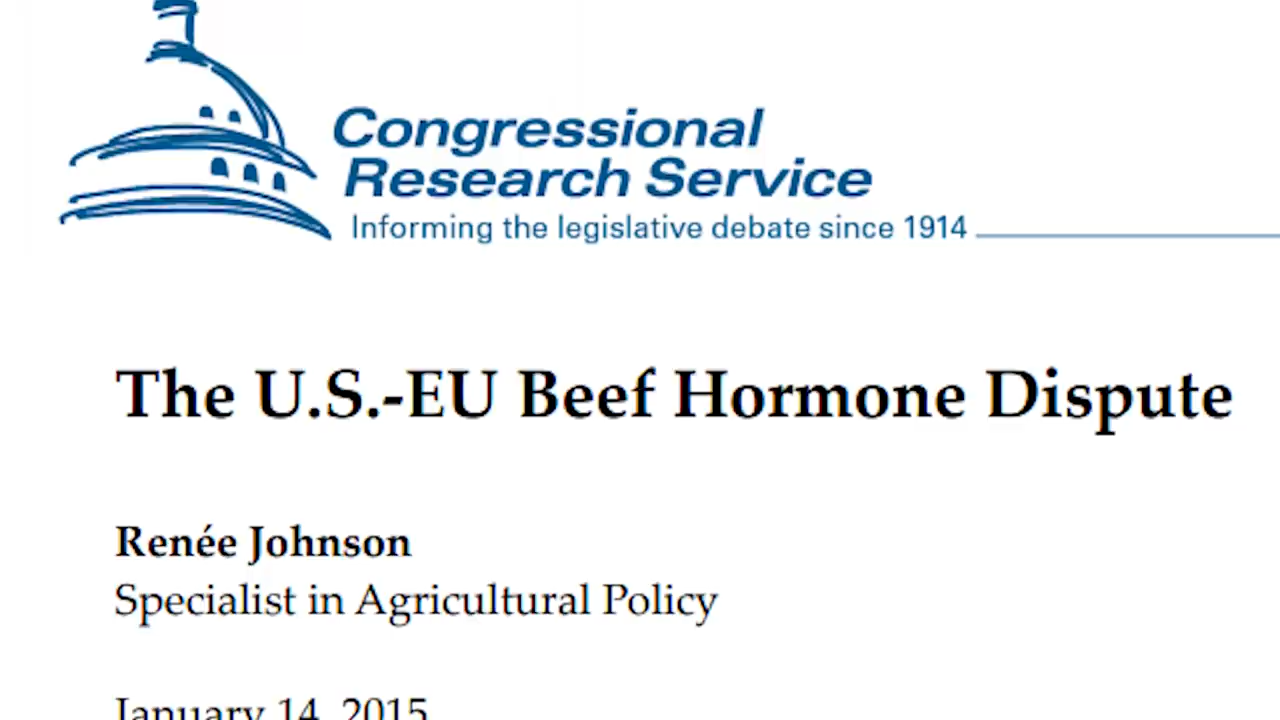 Congressional
Research Service
Informing the legislative debate since 1914
The U.S.-EU Beef Hormone Dispute
Renée Johnson
Specialist in Agricultural Policy
January 14, 2015